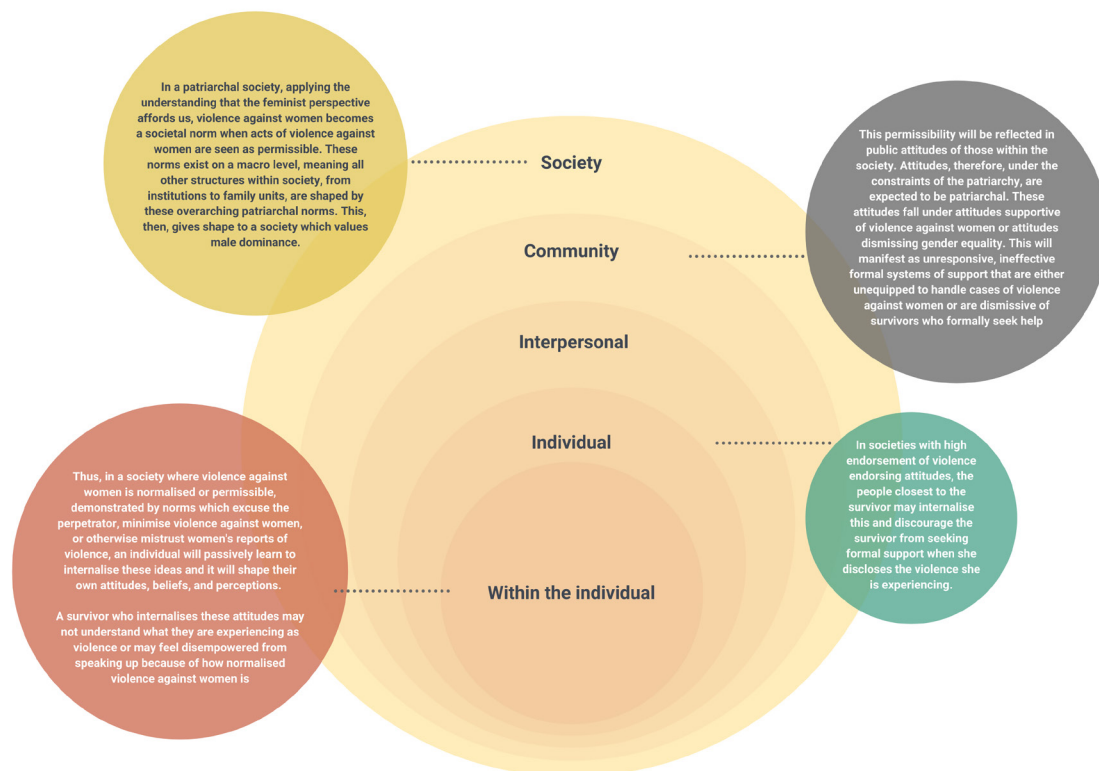 In a patriarchal society, applying the
understanding that the feminist perspective
affords us, violence against women becomes
a societal norm when acts of violence against
women are seen as permissible. These
norms exist on a macro level, meaning all
other structures within society, from
institutions to family units, are shaped by
these overarching patriarchal norms. This,
then, gives shape to a society which values
male dominance.
Society
This permissibility will be reflected in
public attitudes of those within the
society. Attitudes, therefore, under the
constraints of the patriarchy, are
expected to be patriarchal. These
attitudes fall under attitudes supportive
of violence against women or attitudes
dismissing gender equality. This will
manifest as unresponsive, ineffective
formal systems of support that are either
unequipped to handle cases of violence
against women or are dismissive of
survivors who formally seek help
Community
Interpersonal
Individual
In societies with high
endorsement of violence
endorsing attitudes, the
people closest to the
survivor may internalise
this and discourage the
survivor from seeking
formal support when she
discloses the violence she
is experiencing.
Thus, in a society where violence against
women is normalised or permissible,
demonstrated by norms which excuse the
perpetrator, minimise violence against women,
or otherwise mistrust women's reports of
violence, an individual will passively learn to
internalise these ideas and it will shape their
own attitudes, beliefs, and perceptions.
A survivor who internalises these attitudes may
not understand what they are experiencing as
violence or may feel disempowered from
speaking up because of how normalised
violence against women is
Within the individual